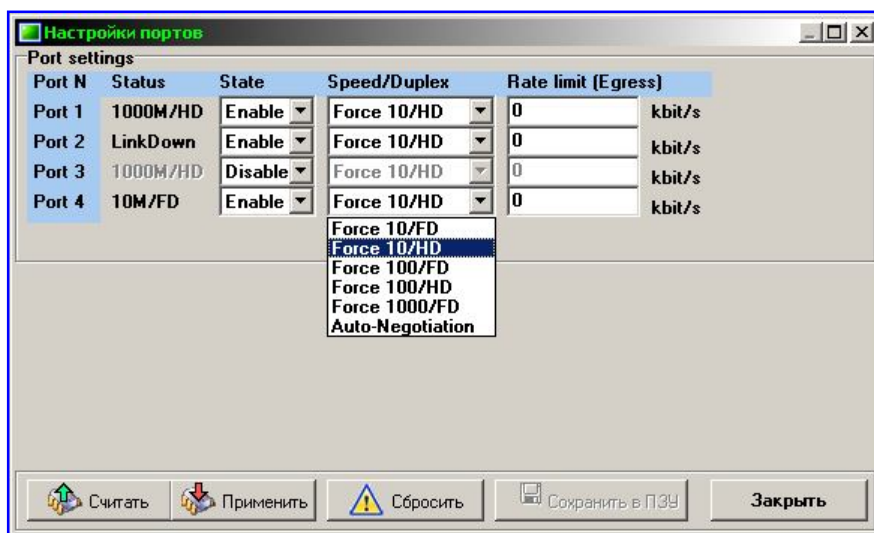 Настройки портов
Port settings
Port N Status State Speed/Duplex Rate limit (Egress)
Port 1 1000M/HD Enable Force 10/HD 0 kbit/s
Port 2 LinkDown Enable Force 10/HD 0 kbit/s
Port 3 1000M/HD Disable Force 10/HD 0 kbit/s
Port 4 10M/FD Enable Force 10/HD 0 kbit/s
Force 10/FD
Force 10/HD
Force 100/FD
Force 100/HD
Force 1000/FD
Auto-Negotiation
Считать Применить Сбросить Сохранить в ПЗУ Закрыть